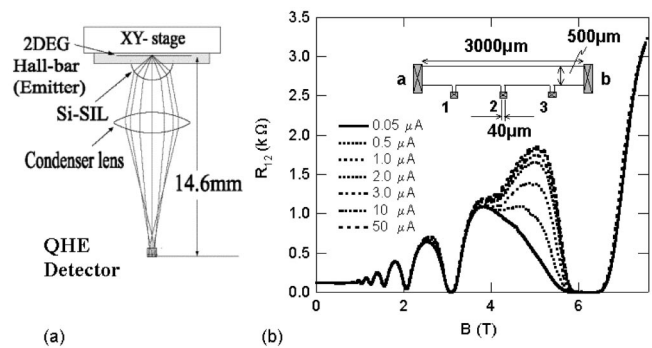 XY- stage
2DEG
Hall-bar
(Emitter)
Si-SIL
Condenser lens
14.6mm
QHE
Detector
(a)
3.5
3.0
2.5
2.0
1.5
1.0
0.5
0.0
R12 (k Ω)
3000μm
500μm
a
b
1
2
3
40μm
0.05 μA
0.5 μA
1.0 μA
2.0 μA
3.0 μA
10 μA
50 μA
0
2
4
6
B (T)
(b)